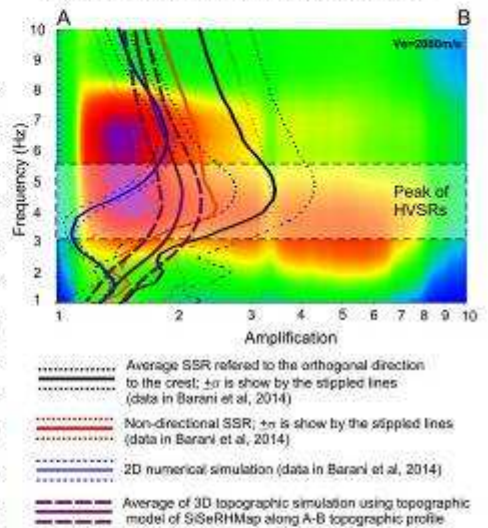 A B
10
Vs=2000m/s
9
8
7
6
5
4
3
2
1
Frequency (Hz)
Peak of
HVSRs
1 2 3 4 5 6 7 8 9 10
Amplification
Average SSR refered to the orthogonal direction
to the crest; ±σ is show by the stippled lines
(data in Barani et al, 2014)
Non-directional SSR; ±σ is show by the stippled lines
(data in Barani et al, 2014)
2D numerical simulation (data in Barani et al, 2014)
Average of 3D topographic simulation using topographic
model of SiSeRHMap along A-B topographic profile